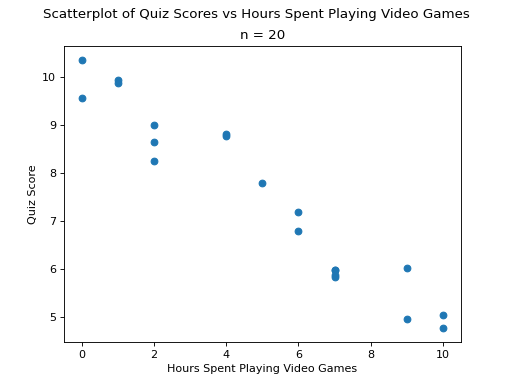 Scatterplot of Quiz Scores vs Hours Spent Playing Video Games
n = 20
10
9
8
7
6
5
Quiz Score
0 2 4 6 8 10
Hours Spent Playing Video Games